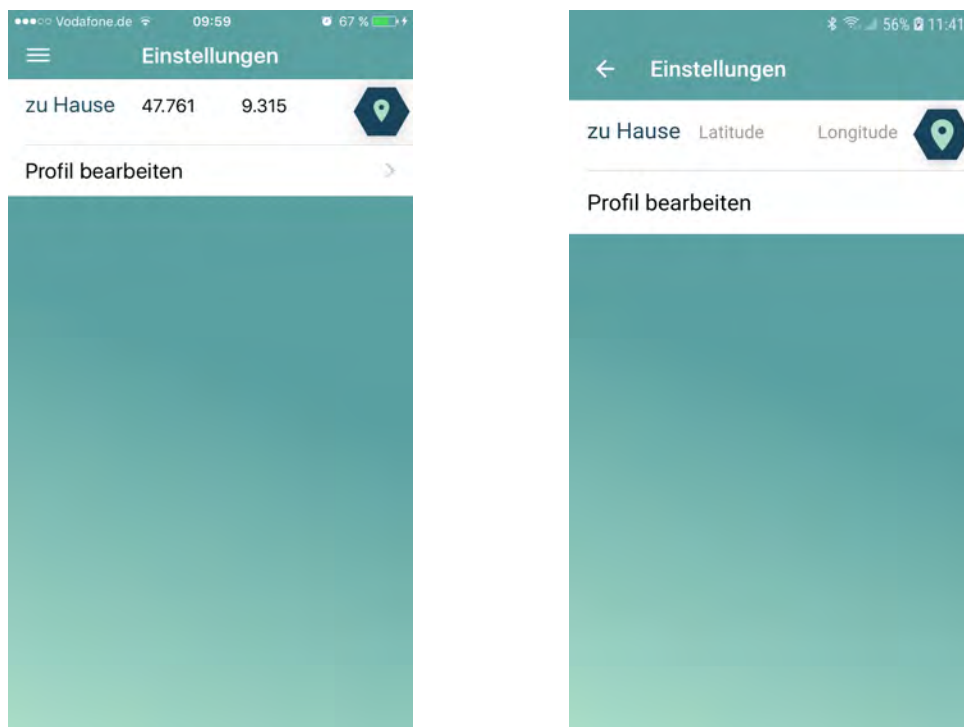 Vodafone.de 09:59 67 %
Einstellungen
zu Hause 47.761 9.315
Profil bearbeiten
56% 11:41
Einstellungen
zu Hause Latitude Longitude
Profil bearbeiten